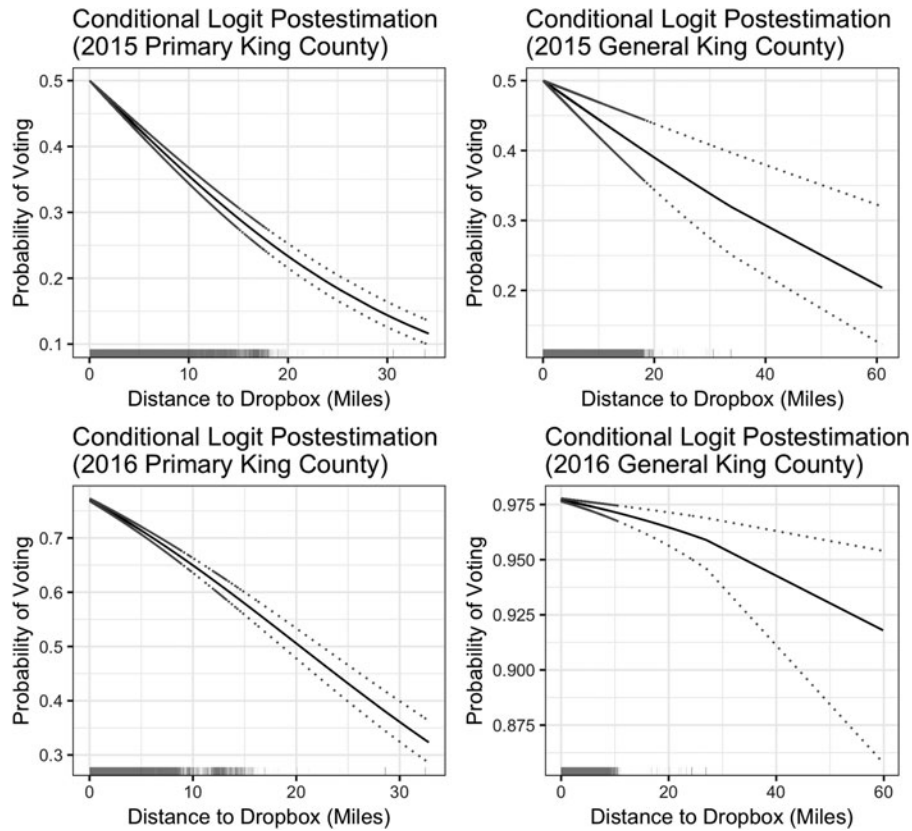 Conditional Logit Postestimation
(2015 Primary King County)
0.5
0.4
0.3
0.2
0.1
Probability of Voting
0 10 20 30
Distance to Dropbox (Miles)
Conditional Logit Postestimation
(2015 General King County)
0.5
0.4
0.3
0.2
Probability of Voting
0 20 40 60
Distance to Dropbox (Miles)
Conditional Logit Postestimation
(2016 Primary King County)
0.7
0.6
0.5
0.4
0.3
Probability of Voting
0 10 20 30
Distance to Dropbox (Miles)
Conditional Logit Postestimation
(2016 General King County)
0.975
0.950
0.925
0.900
0.875
Probability of Voting
0 20 40 60
Distance to Dropbox (Miles)